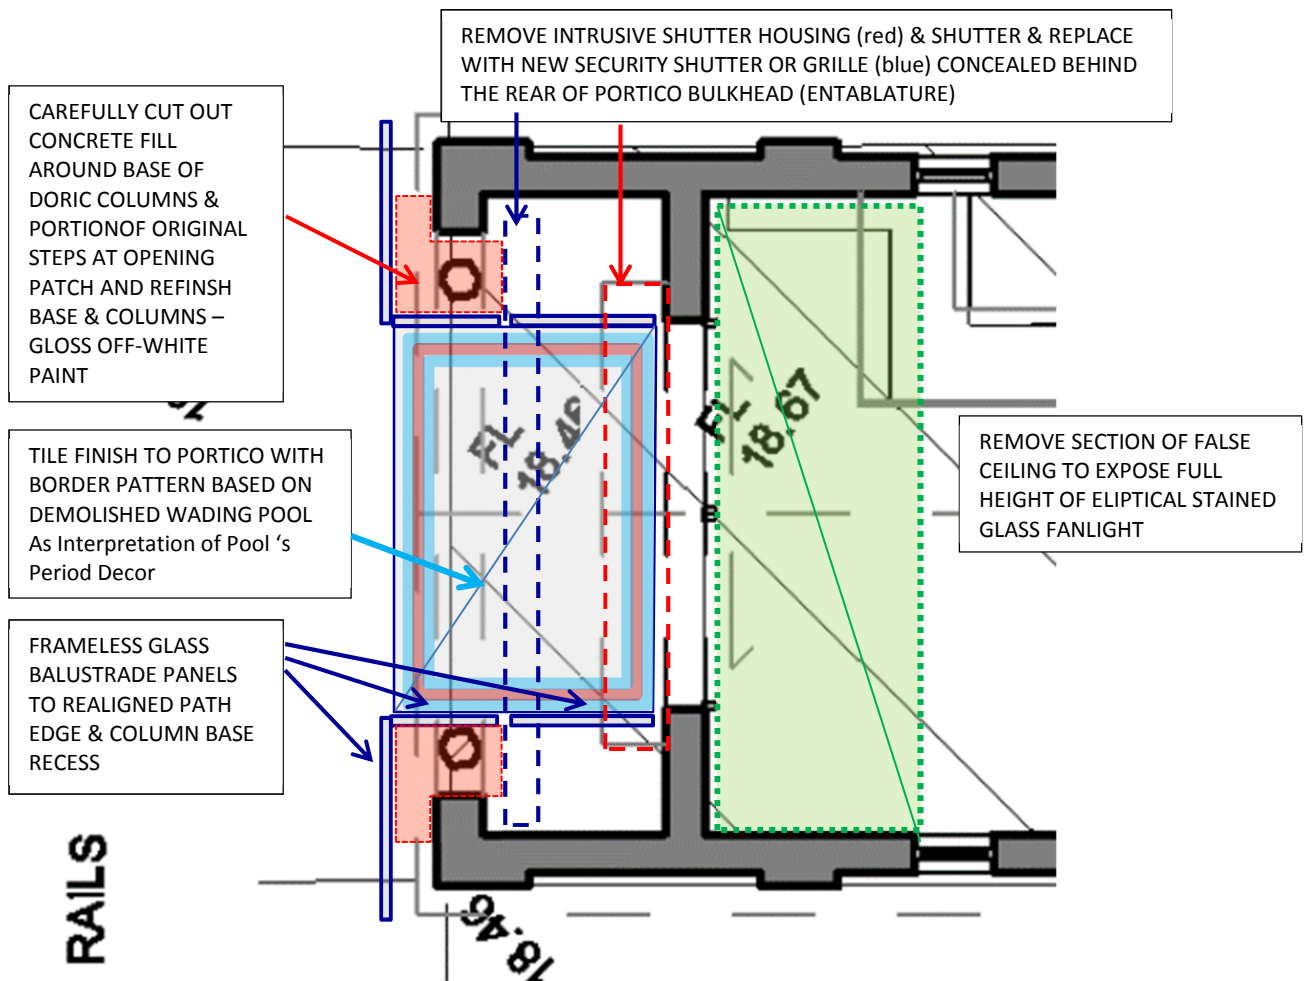 REMOVE INTRUSIVE SHUTTER HOUSING (red) & SHUTTER & REPLACE
WITH NEW SECURITY SHUTTER OR GRILLE (blue) CONCEALED BEHIND
THE REAR OF PORTICO BULKHEAD (ENTABLATURE)
CAREFULLY CUT OUT
CONCRETE FILL
AROUND BASE OF
DORIC COLUMNS &
PORTIONOF ORIGINAL
STEPS AT OPENING
PATCH AND REFINSH
BASE & COLUMNS –
GLOSS OFF-WHITE
PAINT
TILE FINISH TO PORTICO WITH
BORDER PATTERN BASED ON
DEMOLISHED WADING POOL
As Interpretation of Pool ‘s
Period Decor
FRAMELESS GLASS
BALUSTRADE PANELS
TO REALIGNED PATH
EDGE & COLUMN BASE
RECESS
REMOVE SECTION OF FALSE
CEILING TO EXPOSE FULL
HEIGHT OF ELIPTICAL STAINED
GLASS FANLIGHT
FL
18.46
FL
18.67
RAILS
18.46